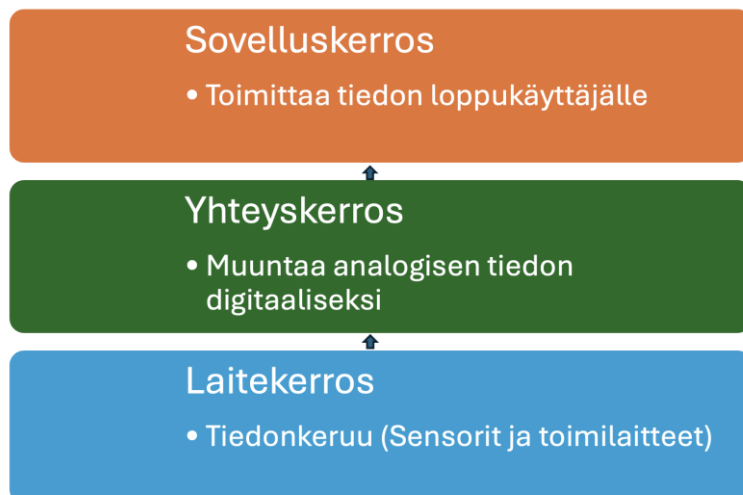 Sovelluskerros
• Toimittaa tiedon loppukäyttäjälle
Yhteyskerros
• Muuntaa analogisen tiedon
digitaaliseksi
Laitekerros
• Tiedonkeruu (Sensorit ja toimilaitteet)